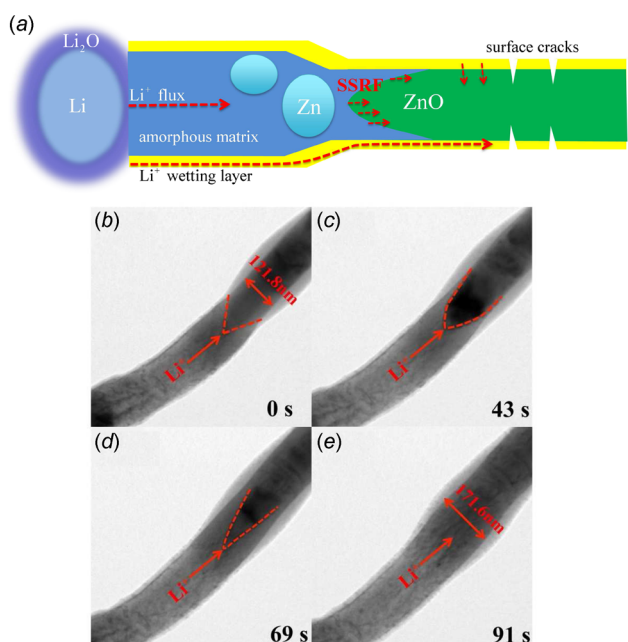 (a)
Li₂O
Li
Li⁺ flux
amorphous matrix
Li⁺ wetting layer
Zn
SSRF
ZnO
surface cracks
(b)
121.8nm
Li⁺
0 s
(c)
Li⁺
43 s
(d)
Li⁺
69 s
(e)
171.6nm
Li⁺
91 s